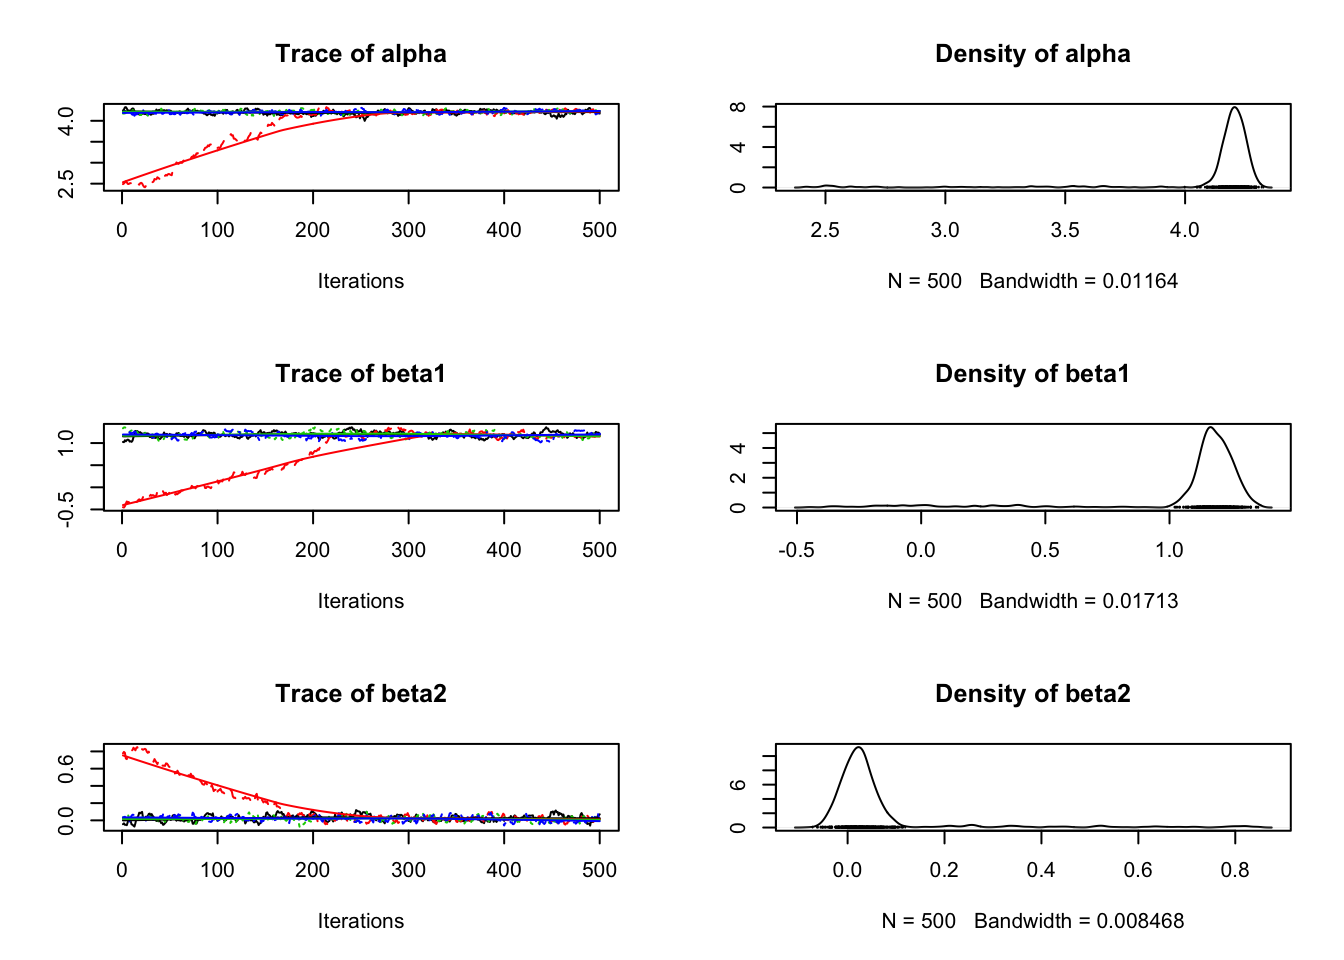 Trace of alpha
4.0
2.5
0 100 200 300 400 500
Iterations
Density of alpha
8
4
0
2.5 3.0 3.5 4.0
N = 500 Bandwidth = 0.01164
Trace of beta1
1.0
-0.5
0 100 200 300 400 500
Iterations
Density of beta1
4
2
0
-0.5 0.0 0.5 1.0
N = 500 Bandwidth = 0.01713
Trace of beta2
0.6
0.0
0 100 200 300 400 500
Iterations
Density of beta2
6
0
0.0 0.2 0.4 0.6 0.8
N = 500 Bandwidth = 0.008468